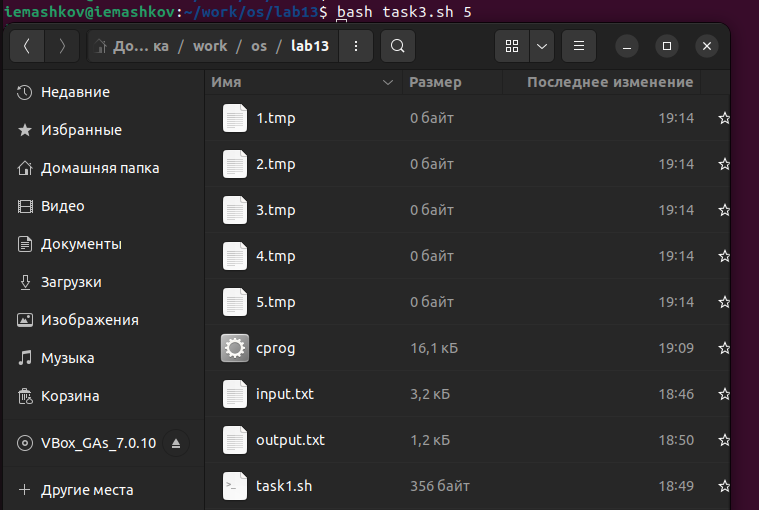 iemashkov@iemashkov:~/work/os/lab13$ bash task3.sh 5
До… ка / work / os / lab13
Имя Размер Последнее изменение
Недавние
Избранные
Домашняя папка
Видео
Документы
Загрузки
Изображения
Музыка
Корзина
VBox_GAs_7.0.10
+ Другие места
1.tmp 0 байт 19:14
2.tmp 0 байт 19:14
3.tmp 0 байт 19:14
4.tmp 0 байт 19:14
5.tmp 0 байт 19:14
cprog 16,1 кБ 19:09
input.txt 3,2 кБ 18:46
output.txt 1,2 кБ 18:50
task1.sh 356 байт 18:49